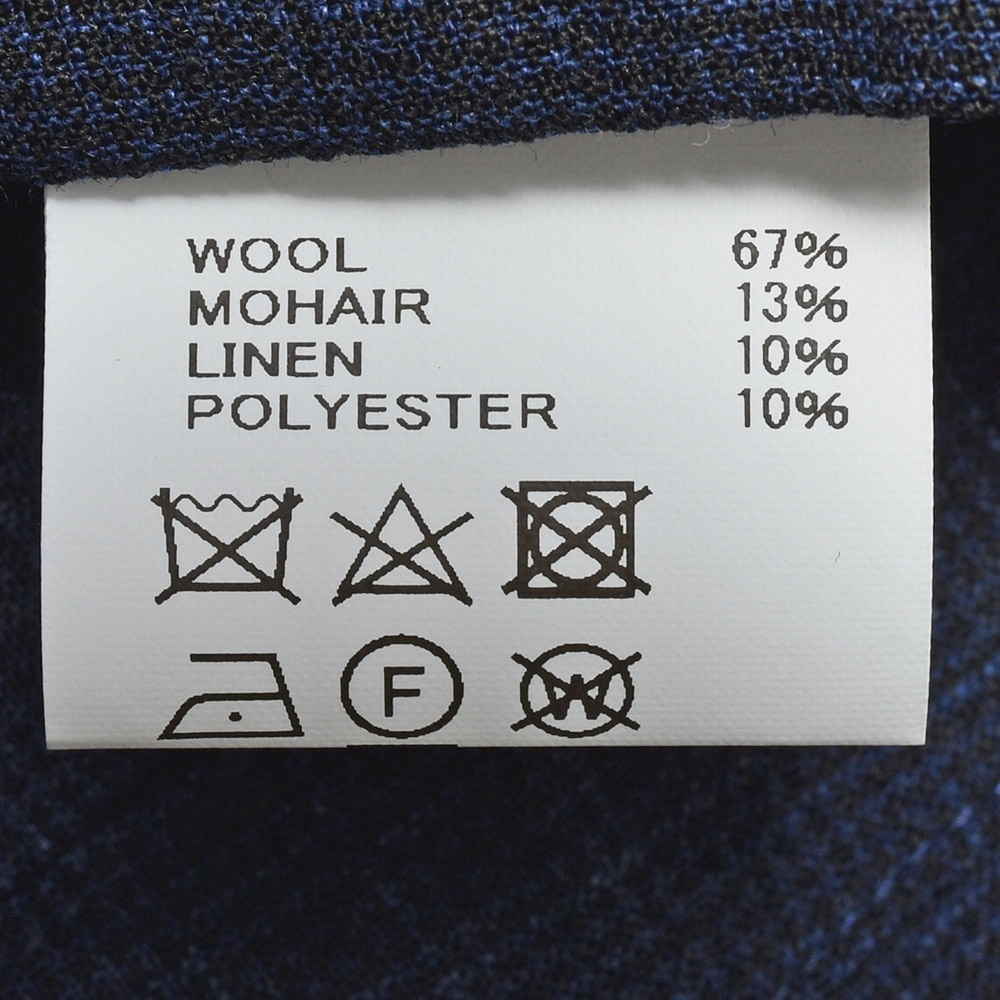 WOOL 67%
MOHAIR 13%
LINEN 10%
POLYESTER 10%
F W